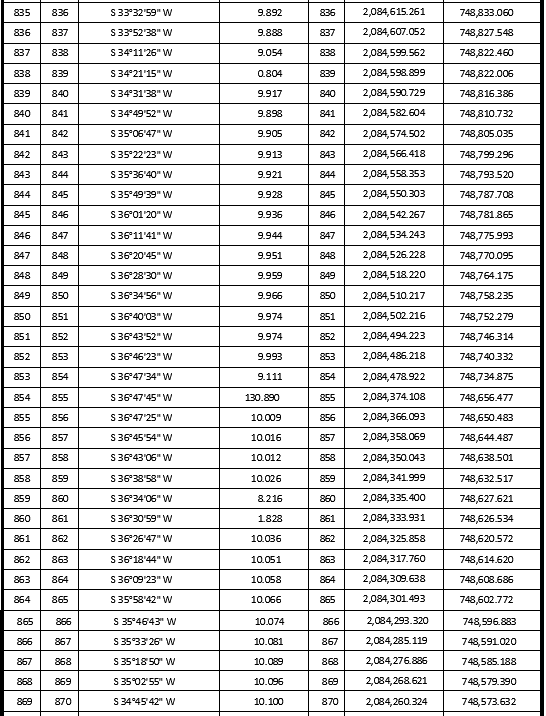 835 836 S 33°32'59" W 9.892 836 2,084,615.261 748,833.060
836 837 S 33°52'38" W 9.888 837 2,084,607.052 748,827.548
837 838 S 34°11'26" W 9.054 838 2,084,599.562 748,822.460
838 839 S 34°21'15" W 0.804 839 2,084,598.899 748,822.006
839 840 S 34°31'38" W 9.917 840 2,084,590.729 748,816.386
840 841 S 34°49'52" W 9.898 841 2,084,582.604 748,810.732
841 842 S 35°06'47" W 9.905 842 2,084,574.502 748,805.035
842 843 S 35°22'23" W 9.913 843 2,084,566.418 748,799.296
843 844 S 35°36'40" W 9.921 844 2,084,558.353 748,793.520
844 845 S 35°49'39" W 9.928 845 2,084,550.303 748,787.708
845 846 S 36°01'20" W 9.936 846 2,084,542.267 748,781.865
846 847 S 36°11'41" W 9.944 847 2,084,534.243 748,775.993
847 848 S 36°20'45" W 9.951 848 2,084,526.228 748,770.095
848 849 S 36°28'30" W 9.959 849 2,084,518.220 748,764.175
849 850 S 36°34'56" W 9.966 850 2,084,510.217 748,758.235
850 851 S 36°40'03" W 9.974 851 2,084,502.216 748,752.279
851 852 S 36°43'52" W 9.974 852 2,084,494.223 748,746.314
852 853 S 36°46'23" W 9.993 853 2,084,486.218 748,740.332
853 854 S 36°47'34" W 9.111 854 2,084,478.922 748,734.875
854 855 S 36°47'45" W 130.890 855 2,084,374.108 748,656.477
855 856 S 36°47'25" W 10.009 856 2,084,366.093 748,650.483
856 857 S 36°45'54" W 10.016 857 2,084,358.069 748,644.487
857 858 S 36°43'06" W 10.012 858 2,084,350.043 748,638.501
858 859 S 36°38'58" W 10.026 859 2,084,341.999 748,632.517
859 860 S 36°34'06" W 8.216 860 2,084,335.400 748,627.621
860 861 S 36°30'59" W 1.828 861 2,084,333.931 748,626.534
861 862 S 36°26'47" W 10.036 862 2,084,325.858 748,620.572
862 863 S 36°18'44" W 10.051 863 2,084,317.760 748,614.620
863 864 S 36°09'23" W 10.058 864 2,084,309.638 748,608.686
864 865 S 35°58'42" W 10.066 865 2,084,301.493 748,602.772
865 866 S 35°46'43" W 10.074 866 2,084,293.320 748,596.883
866 867 S 35°33'26" W 10.081 867 2,084,285.119 748,591.020
867 868 S 35°18'50" W 10.089 868 2,084,276.886 748,585.188
868 869 S 35°02'55" W 10.096 869 2,084,268.621 748,579.390
869 870 S 34°45'42" W 10.100 870 2,084,260.324 748,573.632